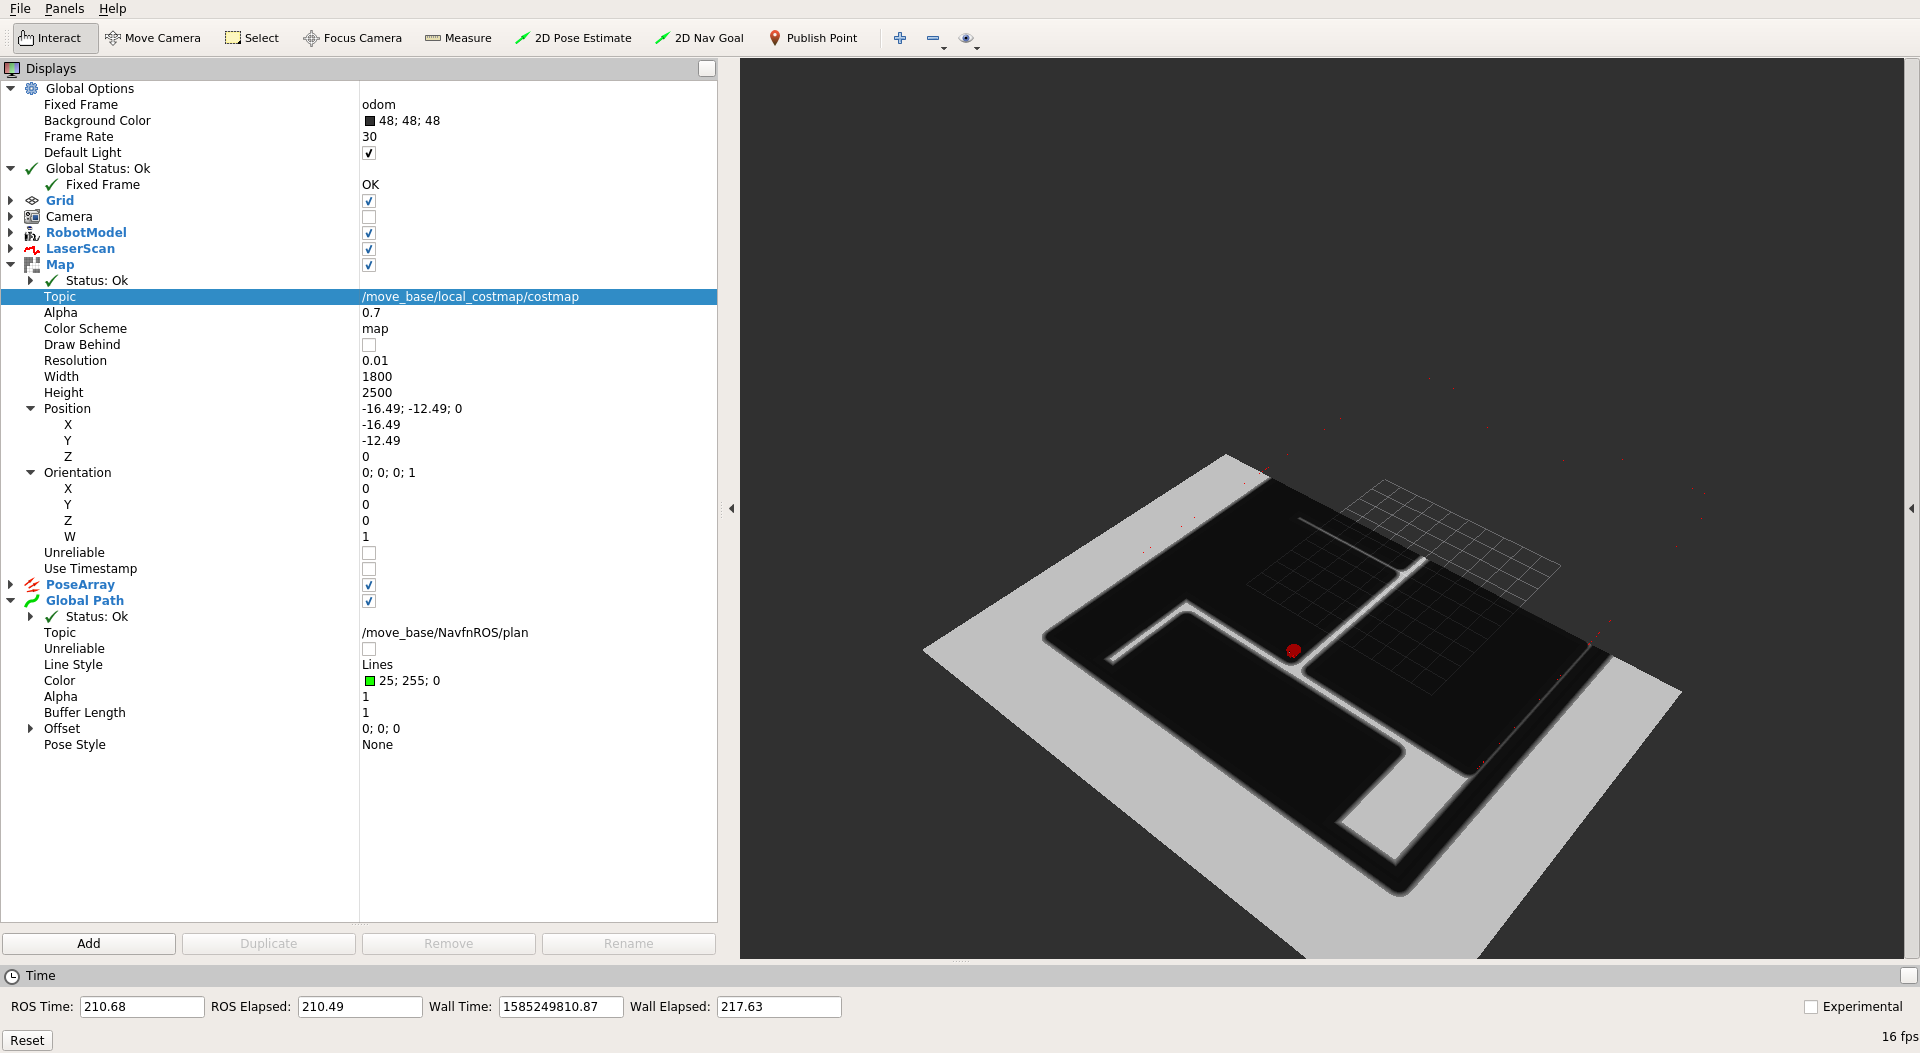 File Panels Help
Interact Move Camera Select Focus Camera Measure 2D Pose Estimate 2D Nav Goal Publish Point
Displays
Global Options
Fixed Frame odom
Background Color 48; 48; 48
Frame Rate 30
Default Light
Global Status: Ok
Fixed Frame OK
Grid
Camera
RobotModel
LaserScan
Map
Status: Ok
Topic /move_base/local_costmap/costmap
Alpha 0.7
Color Scheme map
Draw Behind
Resolution 0.01
Width 1800
Height 2500
Position -16.49; -12.49; 0
X -16.49
Y -12.49
Z 0
Orientation 0; 0; 0; 1
X 0
Y 0
Z 0
W 1
Unreliable
Use Timestamp
PoseArray
Global Path
Status: Ok
Topic /move_base/NavfnROS/plan
Unreliable
Line Style Lines
Color 25; 255; 0
Alpha 1
Buffer Length 1
Offset 0; 0; 0
Pose Style None
Add Duplicate Remove Rename
Time
ROS Time: 210.68 ROS Elapsed: 210.49 Wall Time: 1585249810.87 Wall Elapsed: 217.63 Experimental
Reset 16 fps